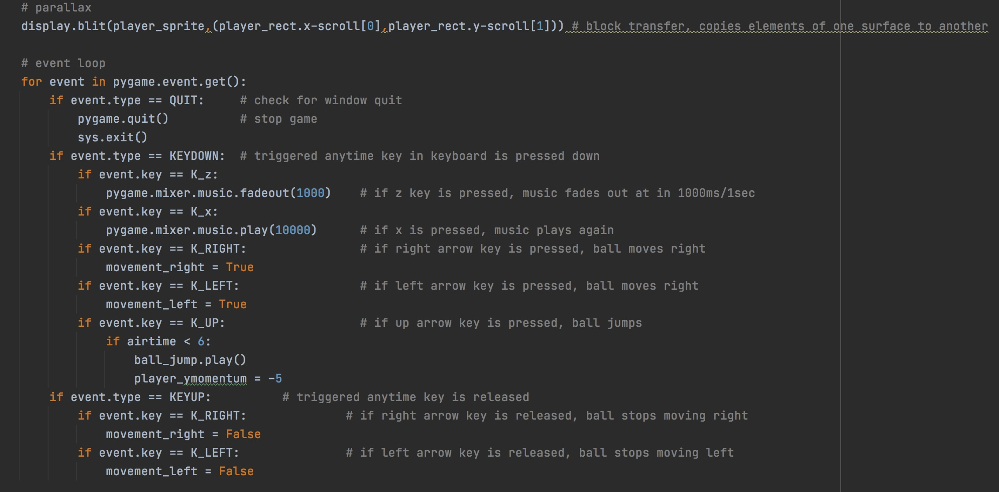 # parallax
display.blit(player_sprite,(player_rect.x-scroll[0],player_rect.y-scroll[1])) # block transfer, copies elements of one surface to another
# event loop
for event in pygame.event.get():
    if event.type == QUIT:     # check for window quit
        pygame.quit()          # stop game
        sys.exit()
    if event.type == KEYDOWN:  # triggered anytime key in keyboard is pressed down
        if event.key == K_z:
            pygame.mixer.music.fadeout(1000)    # if z key is pressed, music fades out at in 1000ms/1sec
        if event.key == K_x:
            pygame.mixer.music.play(10000)      # if x is pressed, music plays again
        if event.key == K_RIGHT:                # if right arrow key is pressed, ball moves right
            movement_right = True
        if event.key == K_LEFT:                 # if left arrow key is pressed, ball moves right
            movement_left = True
        if event.key == K_UP:                   # if up arrow key is pressed, ball jumps
            if airtime < 6:
                ball_jump.play()
                player_ymomentum = -5
    if event.type == KEYUP:          # triggered anytime key is released
        if event.key == K_RIGHT:              # if right arrow key is released, ball stops moving right
            movement_right = False
        if event.key == K_LEFT:               # if left arrow key is released, ball stops moving left
            movement_left = False